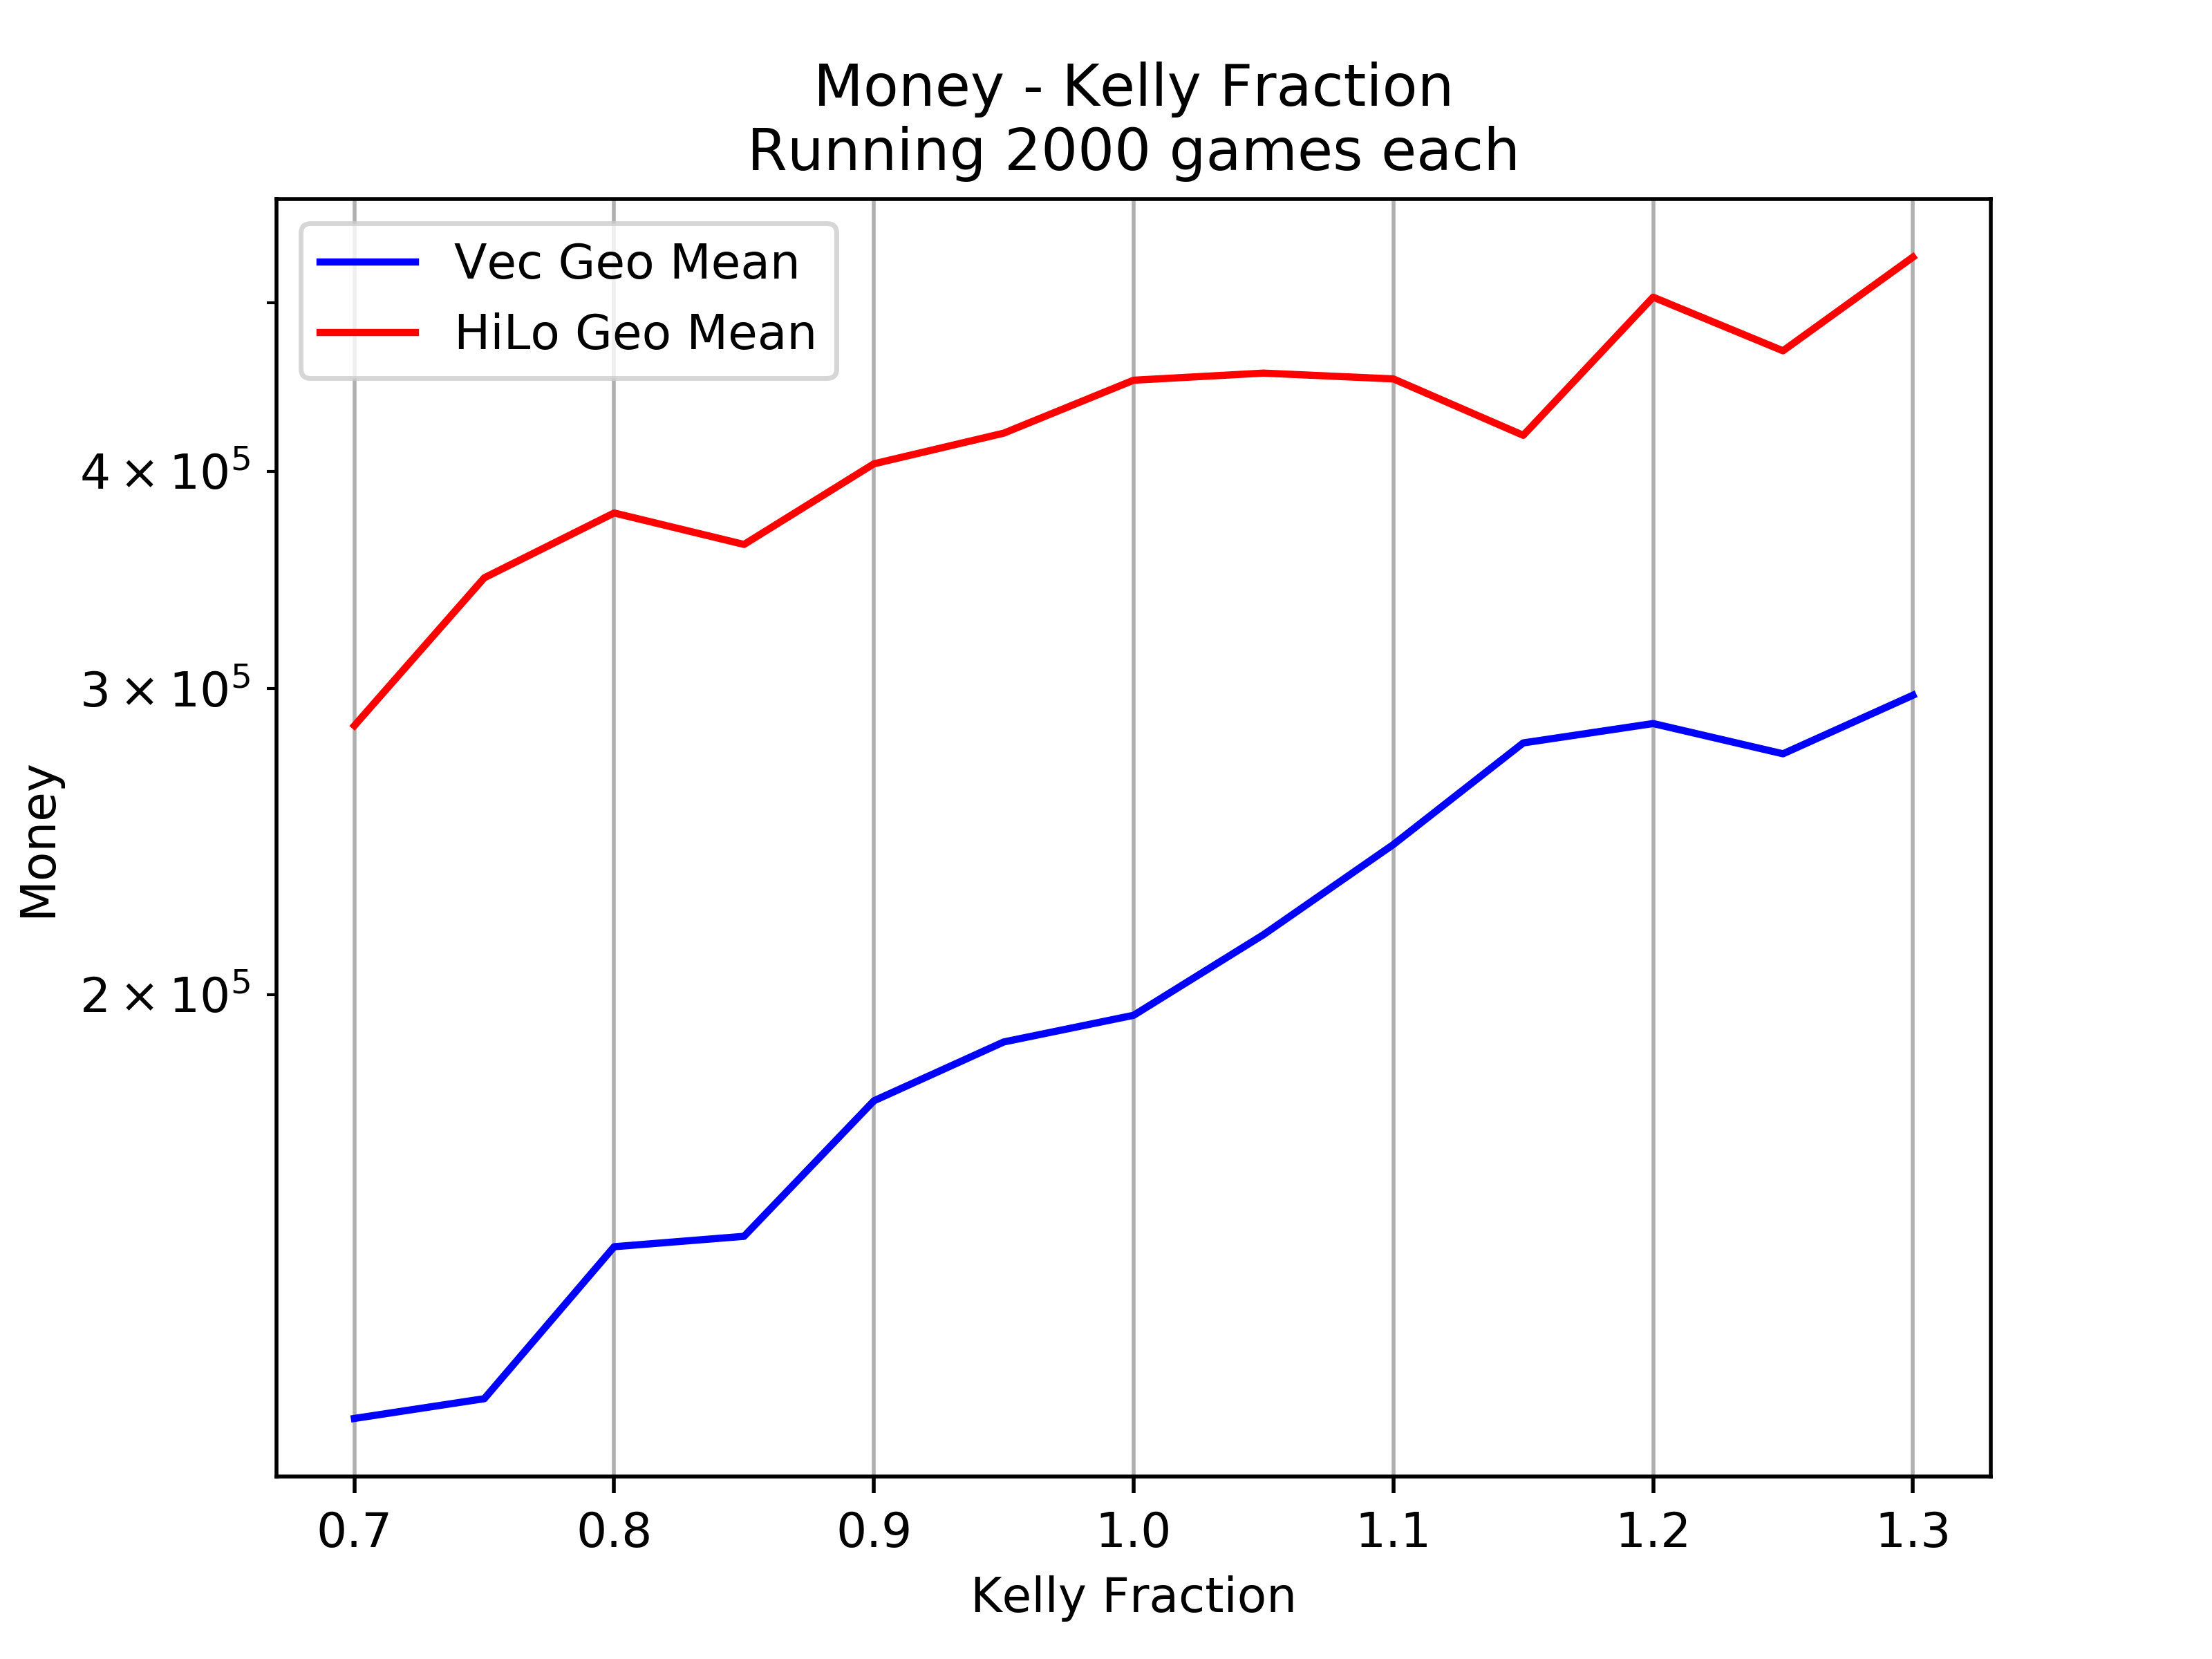 Money - Kelly Fraction
Running 2000 games each
Vec Geo Mean
HiLo Geo Mean
4 × 10⁵
3 × 10⁵
2 × 10⁵
Money
0.7 0.8 0.9 1.0 1.1 1.2 1.3
Kelly Fraction